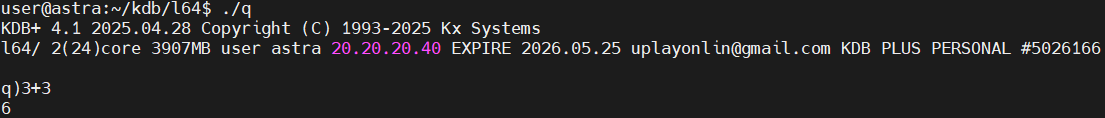 user@astra:~/kdb/l64$ ./q
KDB+ 4.1 2025.04.28 Copyright (C) 1993-2025 Kx Systems
l64/ 2(24)core 3907MB user astra 20.20.20.40 EXPIRE 2026.05.25 uplayonlin@gmail.com KDB PLUS PERSONAL #5026166
q)3+3
6